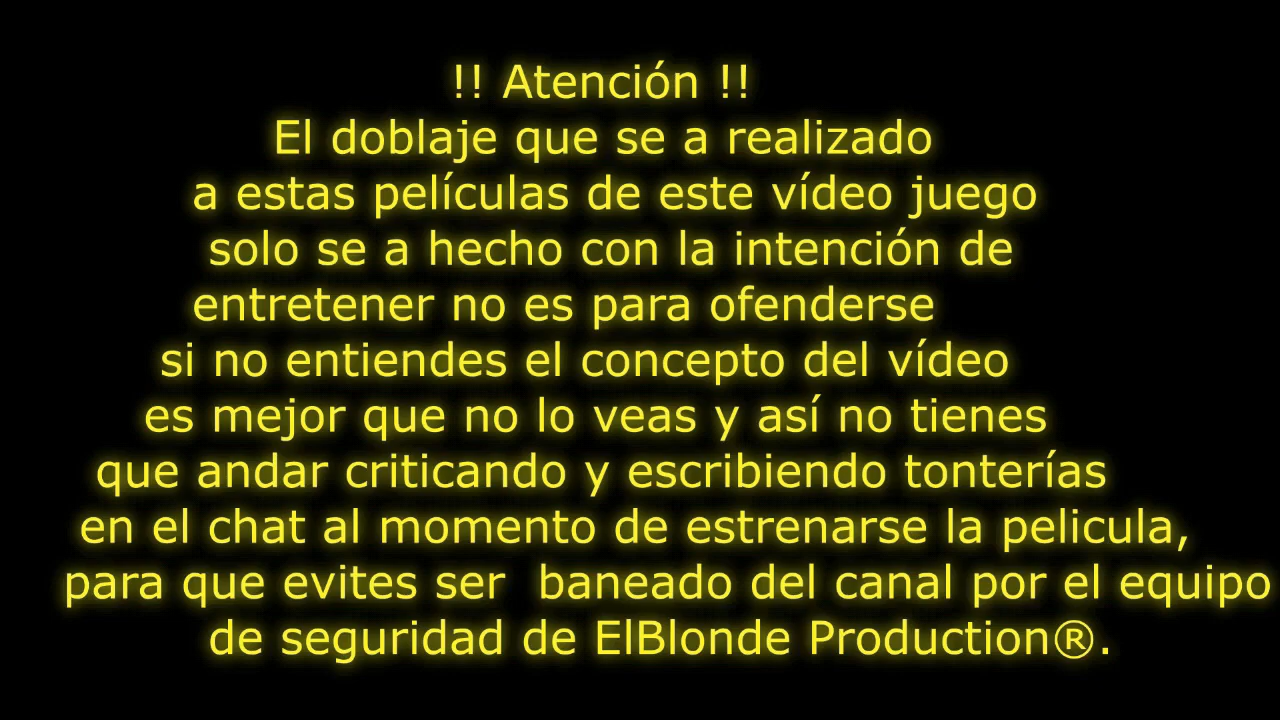 !! Atención !!
El doblaje que se a realizado
a estas películas de este vídeo juego
solo se a hecho con la intención de
entretener no es para ofenderse
si no entiendes el concepto del vídeo
es mejor que no lo veas y así no tienes
que andar criticando y escribiendo tonterías
en el chat al momento de estrenarse la pelicula,
para que evites ser  baneado del canal por el equipo
de seguridad de ElBlonde Production®.